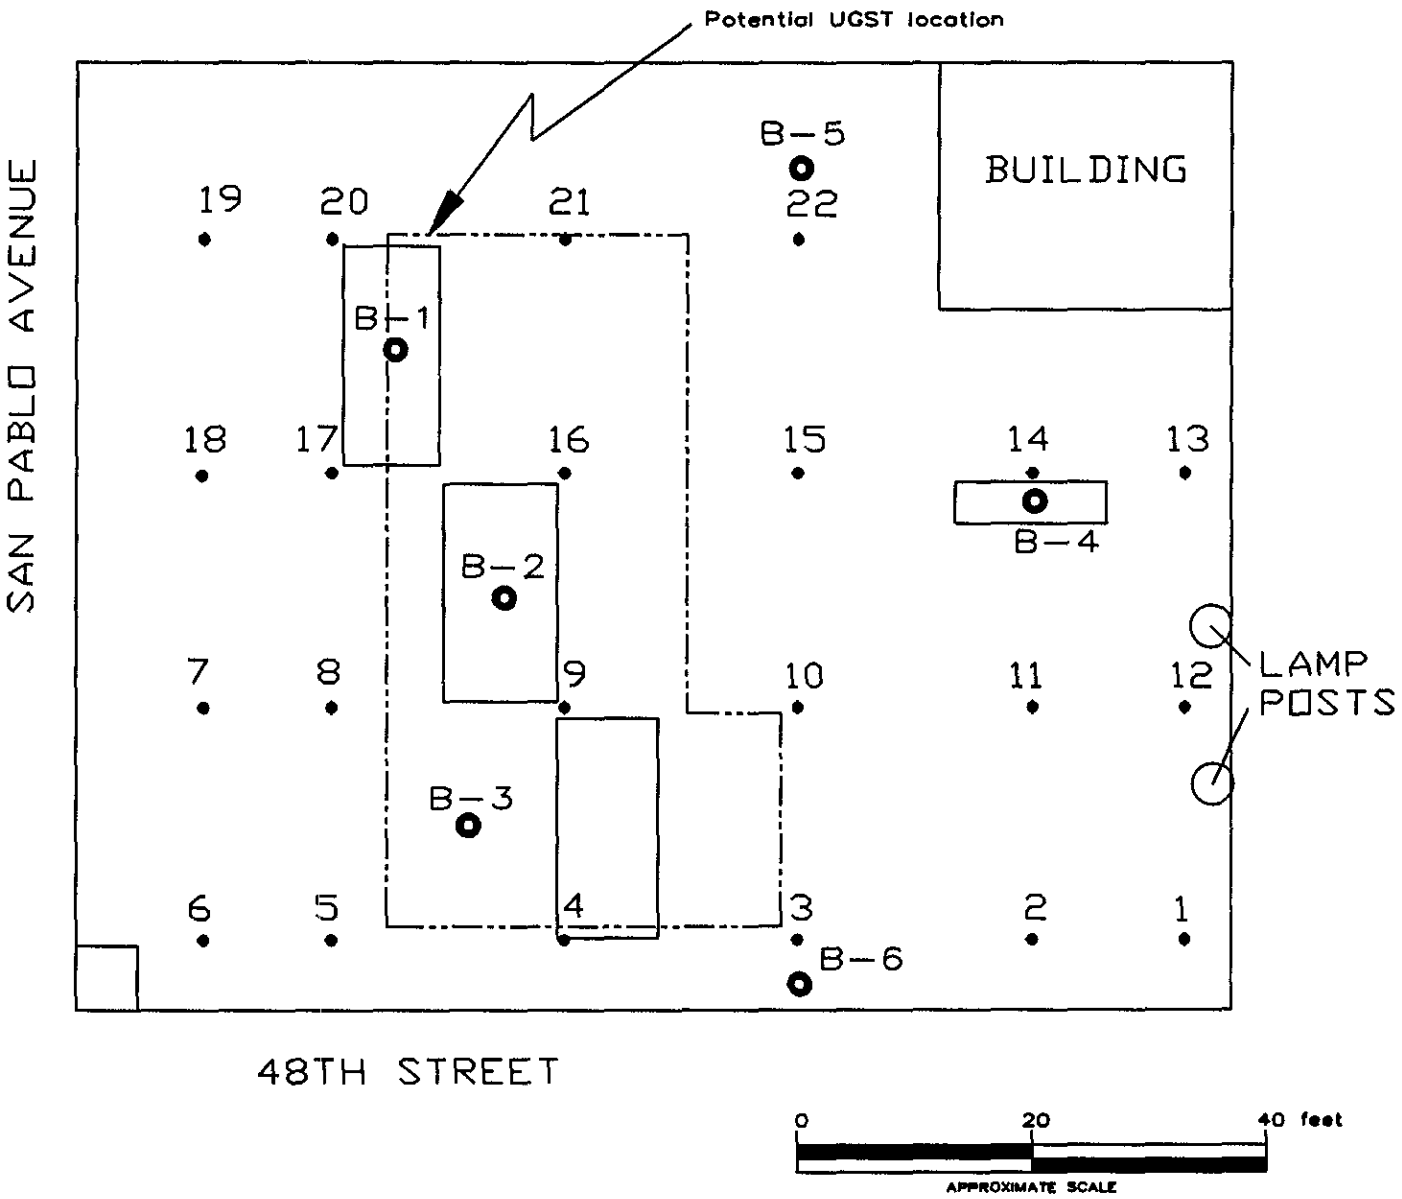 Potential UGST location
B-5
BUILDING
19 20 21 22
SAN PABLO AVENUE
B-1
18 17 16 15 14 13
B-4
B-2
LAMP
POSTS
7 8 9 10 11 12
B-3
6 5 4 3 2 1
B-6
48TH STREET
0 20 40 feet
APPROXIMATE SCALE